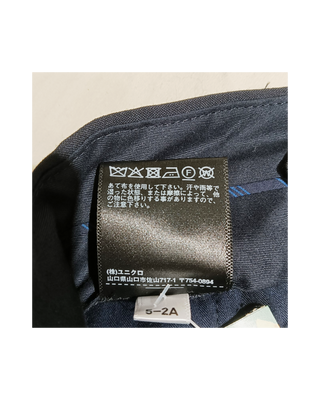 あて布を使用して下さい。汗や雨等で
湿った状態、または摩擦によって、他
の物に色移りする事がありますので
ご注意下さい。
(株)ユニクロ
山口県山口市佐山717-1 〒754-0894
5-2A